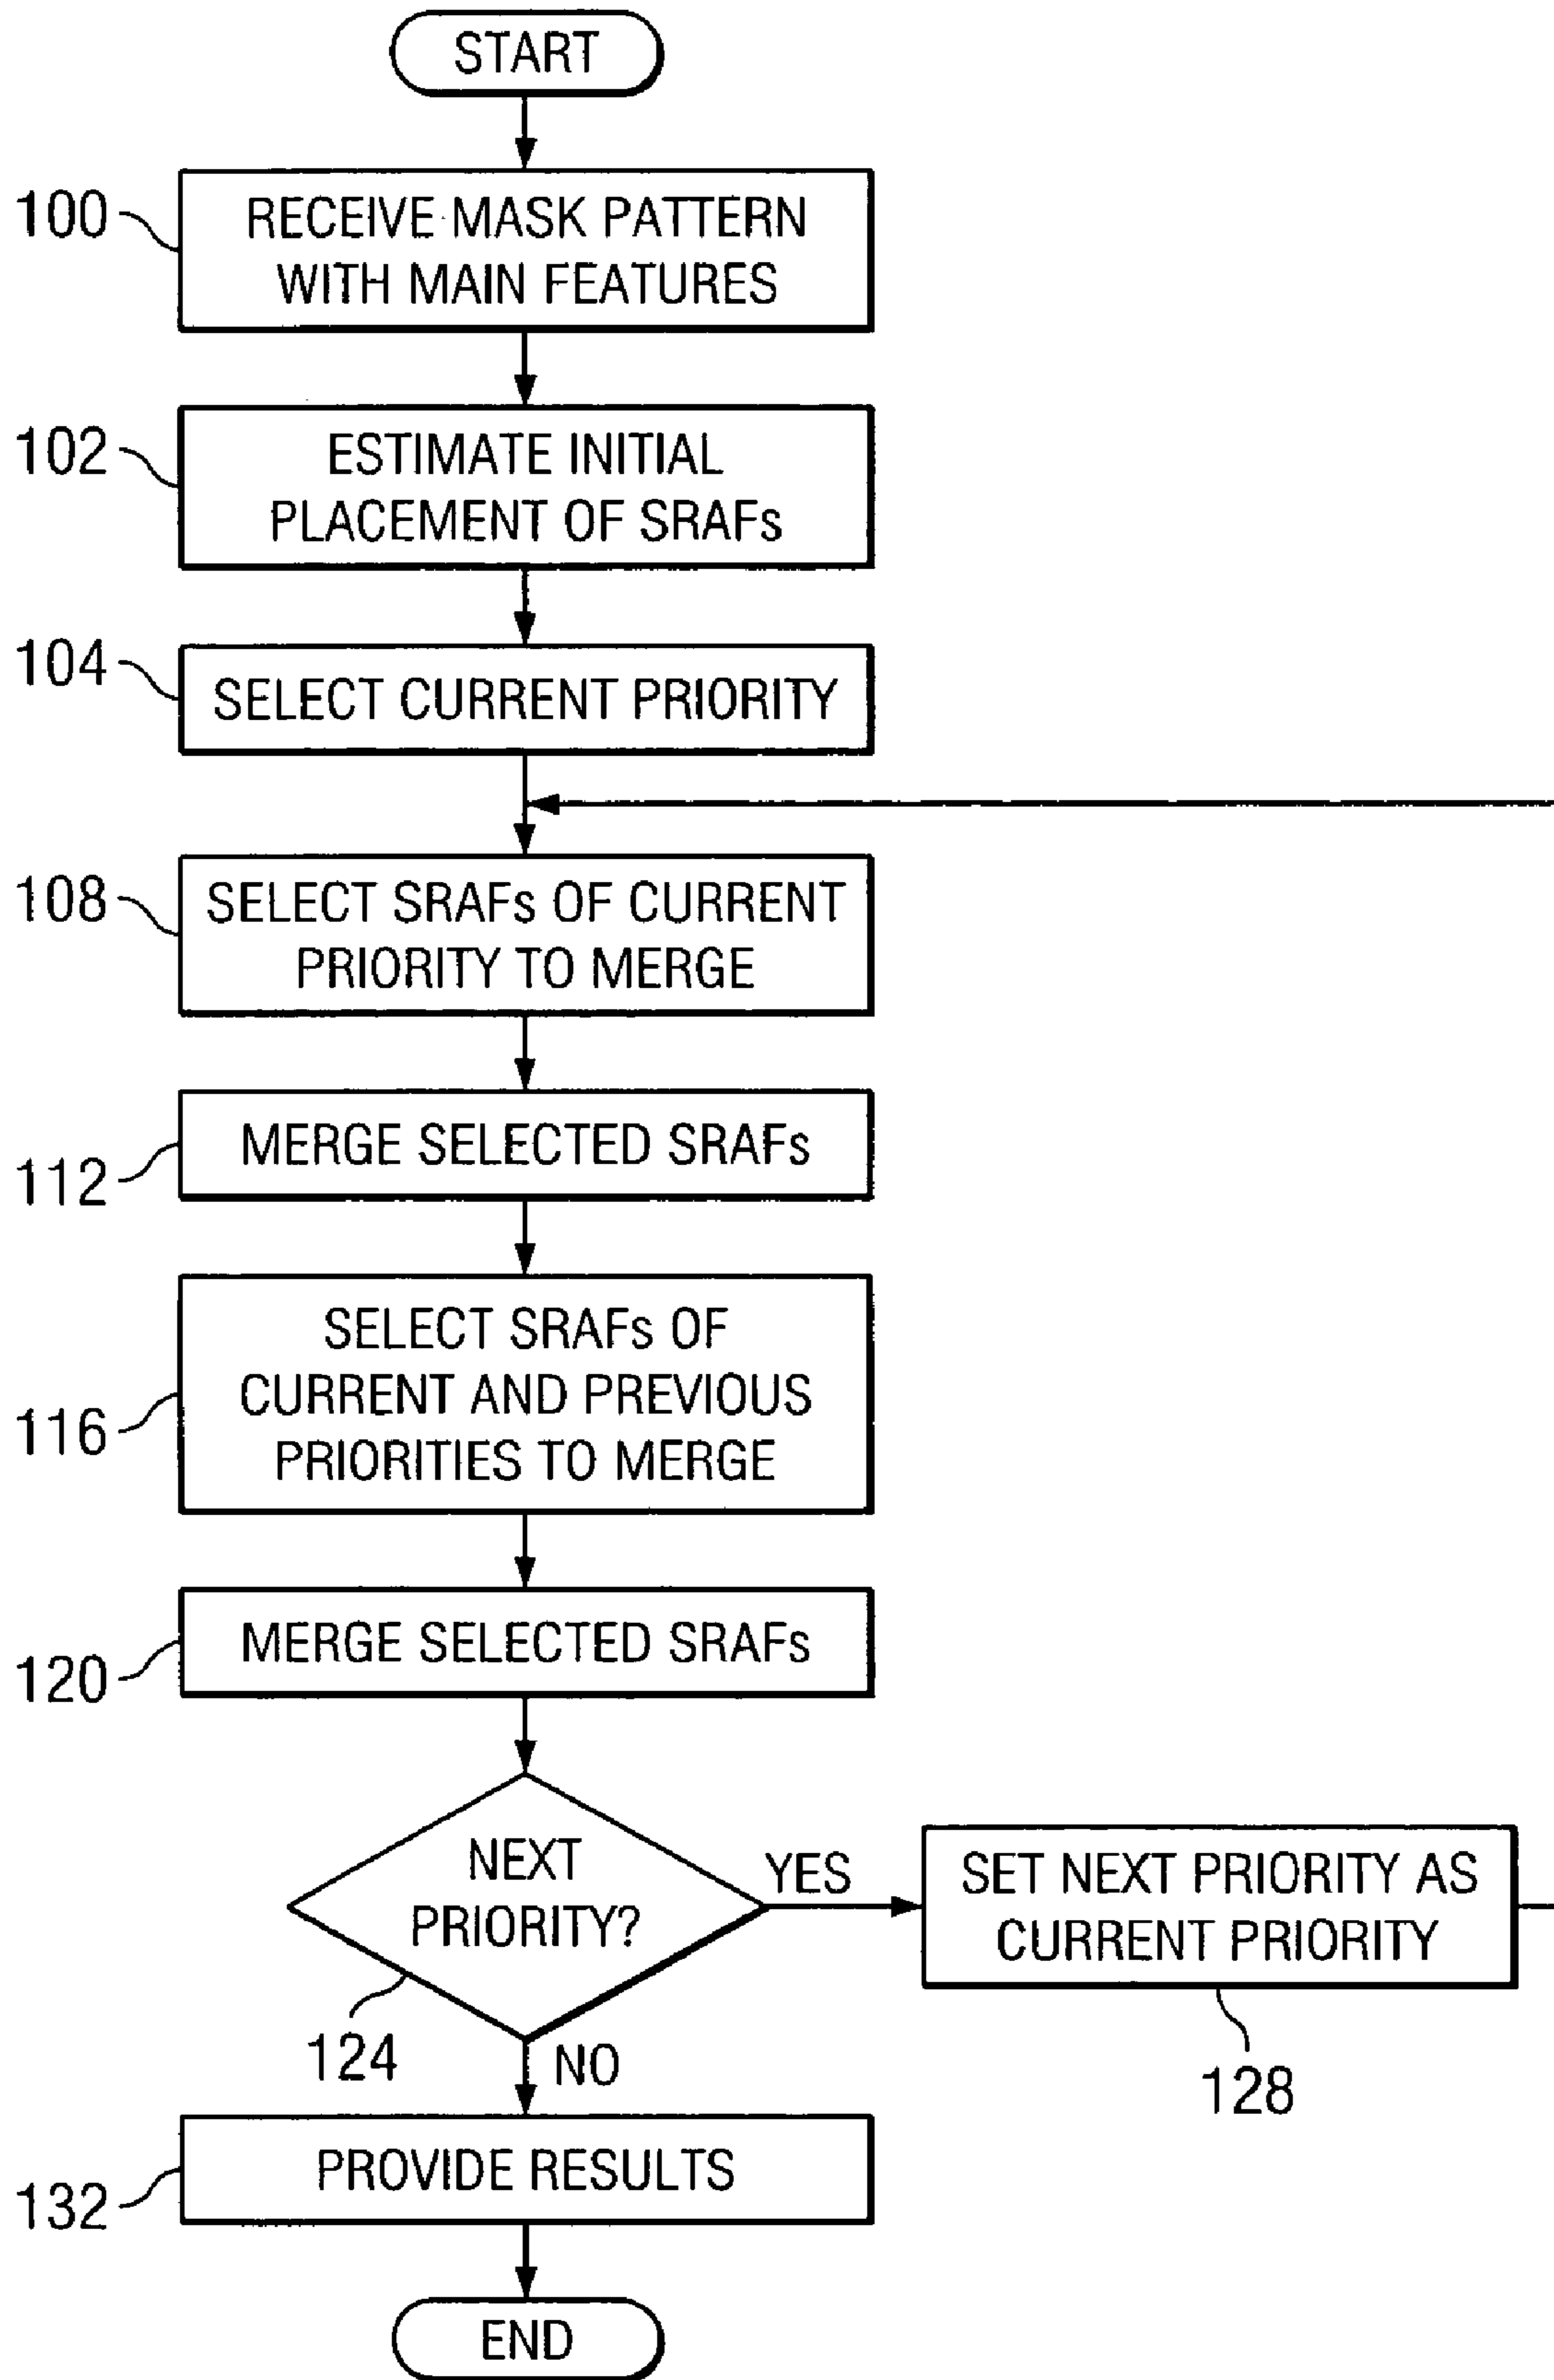 START
100
RECEIVE MASK PATTERN
WITH MAIN FEATURES
102
ESTIMATE INITIAL
PLACEMENT OF SRAFs
104
SELECT CURRENT PRIORITY
108
SELECT SRAFs OF CURRENT
PRIORITY TO MERGE
112
MERGE SELECTED SRAFs
116
SELECT SRAFs OF
CURRENT AND PREVIOUS
PRIORITIES TO MERGE
120
MERGE SELECTED SRAFs
NEXT
PRIORITY?
124
YES
SET NEXT PRIORITY AS
CURRENT PRIORITY
128
NO
132
PROVIDE RESULTS
END